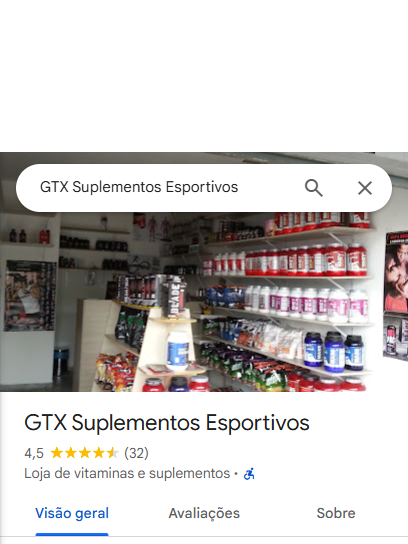 GTX Suplementos Esportivos
GTX Suplementos Esportivos
4,5 (32)
Loja de vitaminas e suplementos ·
Visão geral
Avaliações
Sobre